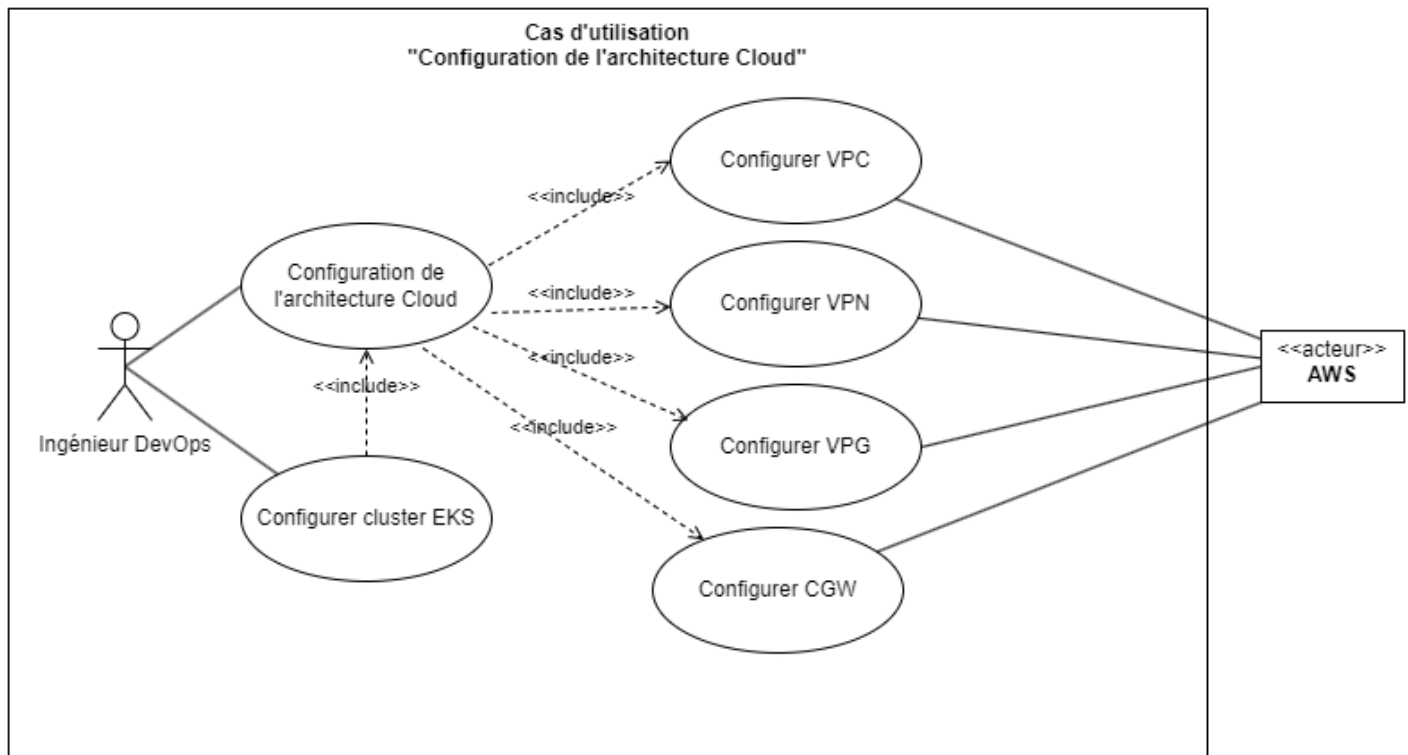 Cas d'utilisation
"Configuration de l'architecture Cloud"
Configurer VPC
<<include>>
Configuration de
l'architecture Cloud
<<include>>
Configurer VPN
<<include>>
<<include>>
<<acteur>>
AWS
<<include>>
Ingénieur DevOps
Configurer VPG
Configurer cluster EKS
Configurer CGW